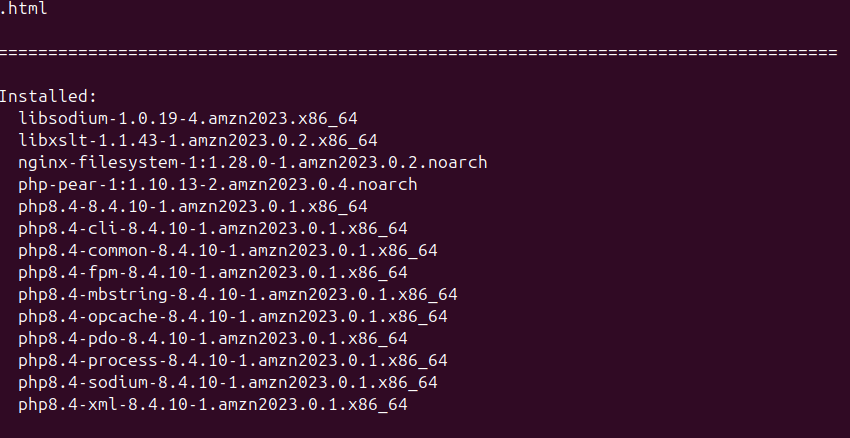 .html
=====================================================================================
Installed:
libsodium-1.0.19-4.amzn2023.x86_64
libxslt-1.1.43-1.amzn2023.0.2.x86_64
nginx-filesystem-1:1.28.0-1.amzn2023.0.2.noarch
php-pear-1:1.10.13-2.amzn2023.0.4.noarch
php8.4-8.4.10-1.amzn2023.0.1.x86_64
php8.4-cli-8.4.10-1.amzn2023.0.1.x86_64
php8.4-common-8.4.10-1.amzn2023.0.1.x86_64
php8.4-fpm-8.4.10-1.amzn2023.0.1.x86_64
php8.4-mbstring-8.4.10-1.amzn2023.0.1.x86_64
php8.4-opcache-8.4.10-1.amzn2023.0.1.x86_64
php8.4-pdo-8.4.10-1.amzn2023.0.1.x86_64
php8.4-process-8.4.10-1.amzn2023.0.1.x86_64
php8.4-sodium-8.4.10-1.amzn2023.0.1.x86_64
php8.4-xml-8.4.10-1.amzn2023.0.1.x86_64